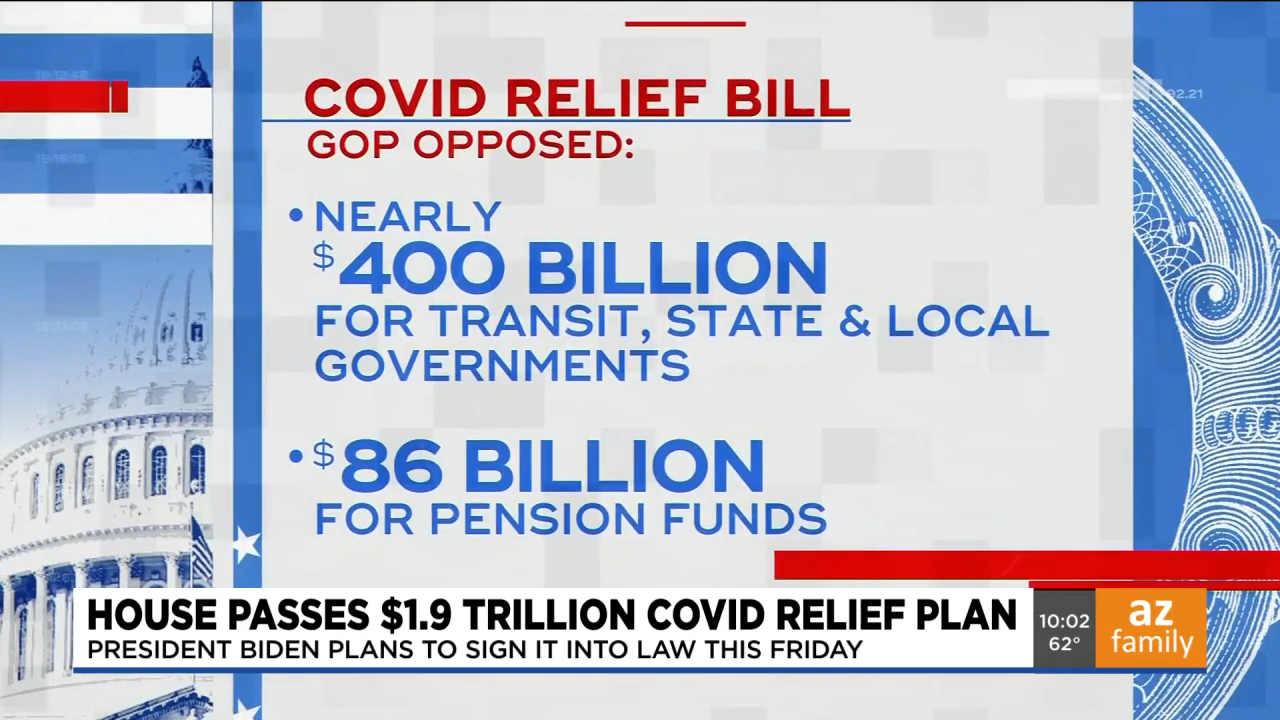 COVID RELIEF BILL
GOP OPPOSED:
• NEARLY
$400 BILLION
FOR TRANSIT, STATE & LOCAL
GOVERNMENTS
• $86 BILLION
FOR PENSION FUNDS
HOUSE PASSES $1.9 TRILLION COVID RELIEF PLAN
PRESIDENT BIDEN PLANS TO SIGN IT INTO LAW THIS FRIDAY
10:02
62°
az
family